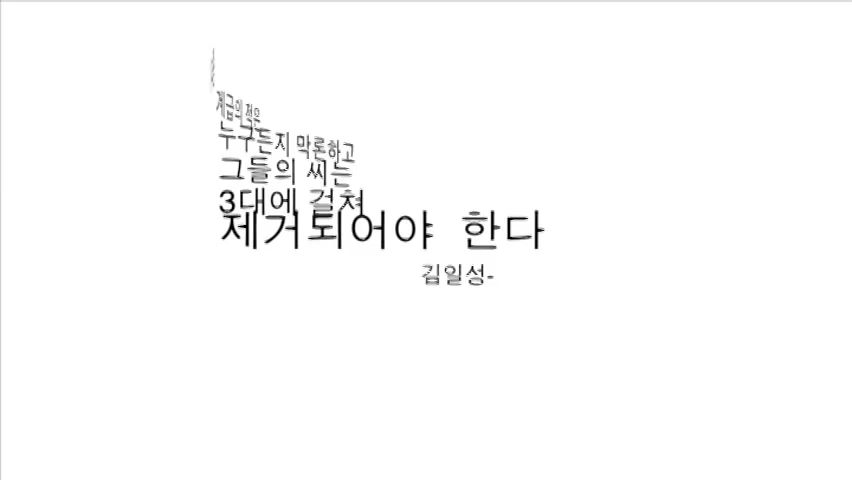 계급의 적은
누구든지 막론하고
그들의 씨는
3대에 걸쳐
제거되어야 한다
김일성-